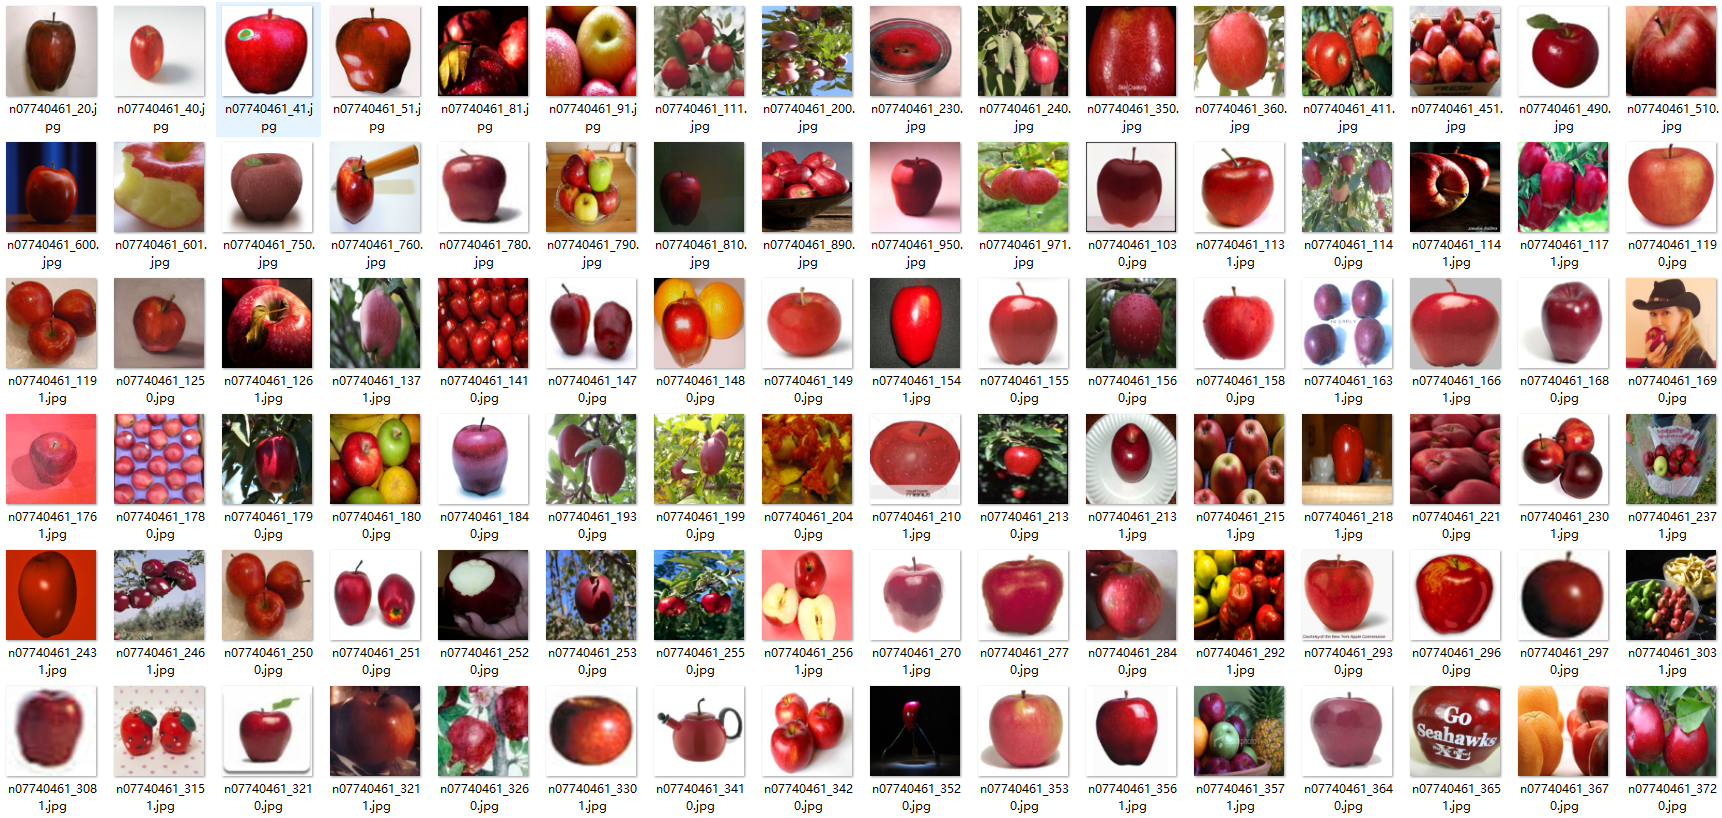 n07740461_20.j
pg
n07740461_40.j
pg
n07740461_41.j
pg
n07740461_51.j
pg
n07740461_81.j
pg
n07740461_91.j
pg
n07740461_111.
jpg
n07740461_200.
jpg
n07740461_230.
jpg
n07740461_240.
jpg
n07740461_350.
jpg
n07740461_360.
jpg
n07740461_411.
jpg
n07740461_451.
jpg
n07740461_490.
jpg
n07740461_510.
jpg
n07740461_600.
jpg
n07740461_601.
jpg
n07740461_750.
jpg
n07740461_760.
jpg
n07740461_780.
jpg
n07740461_790.
jpg
n07740461_810.
jpg
n07740461_890.
jpg
n07740461_950.
jpg
n07740461_971.
jpg
n07740461_103
0.jpg
n07740461_113
1.jpg
n07740461_114
0.jpg
n07740461_114
1.jpg
n07740461_117
1.jpg
n07740461_119
0.jpg
n07740461_119
1.jpg
n07740461_125
0.jpg
n07740461_126
1.jpg
n07740461_137
1.jpg
n07740461_141
0.jpg
n07740461_147
0.jpg
n07740461_148
0.jpg
n07740461_149
0.jpg
n07740461_154
1.jpg
n07740461_155
0.jpg
n07740461_156
0.jpg
n07740461_158
0.jpg
n07740461_163
1.jpg
n07740461_166
1.jpg
n07740461_168
0.jpg
n07740461_169
0.jpg
n07740461_176
1.jpg
n07740461_178
0.jpg
n07740461_179
0.jpg
n07740461_180
0.jpg
n07740461_184
0.jpg
n07740461_193
0.jpg
n07740461_199
0.jpg
n07740461_204
0.jpg
n07740461_210
0.jpg
n07740461_213
0.jpg
n07740461_213
1.jpg
n07740461_215
1.jpg
n07740461_218
1.jpg
n07740461_221
0.jpg
n07740461_230
1.jpg
n07740461_237
1.jpg
n07740461_243
1.jpg
n07740461_246
1.jpg
n07740461_250
0.jpg
n07740461_251
0.jpg
n07740461_252
0.jpg
n07740461_253
0.jpg
n07740461_255
0.jpg
n07740461_256
1.jpg
n07740461_270
1.jpg
n07740461_277
0.jpg
n07740461_284
0.jpg
n07740461_292
1.jpg
Courtesy of the New York Apple Commission
n07740461_293
0.jpg
n07740461_296
0.jpg
n07740461_297
0.jpg
n07740461_303
1.jpg
n07740461_308
1.jpg
n07740461_315
1.jpg
n07740461_321
0.jpg
n07740461_321
1.jpg
n07740461_326
0.jpg
n07740461_330
1.jpg
n07740461_341
0.jpg
n07740461_342
0.jpg
n07740461_352
0.jpg
n07740461_353
0.jpg
n07740461_356
1.jpg
n07740461_357
1.jpg
n07740461_364
0.jpg
Go
Seahawks
XL
n07740461_365
1.jpg
n07740461_367
0.jpg
n07740461_372
0.jpg